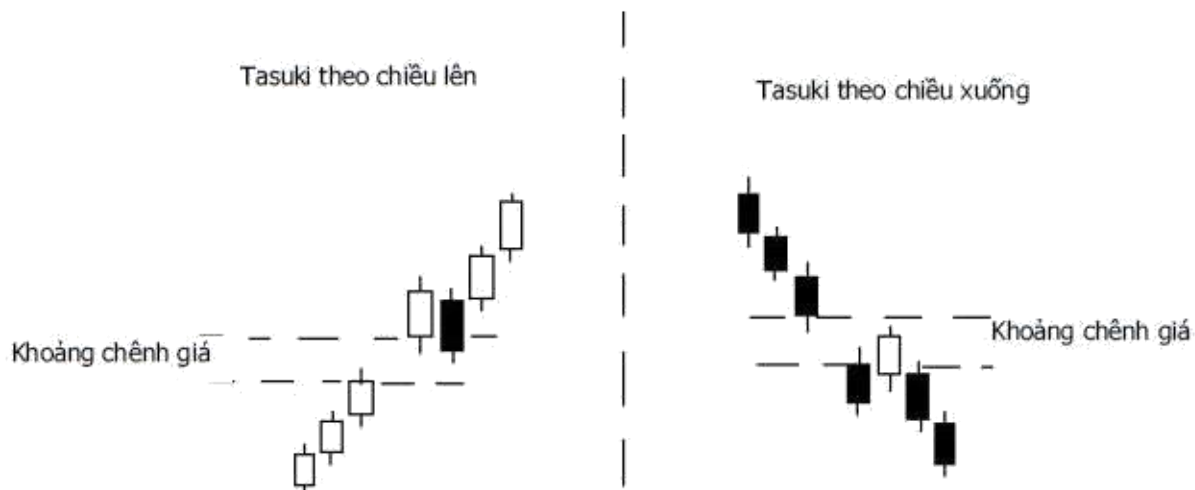 Tasuki theo chiều lên
Tasuki theo chiều xuống
Khoảng chênh giá
Khoảng chênh giá